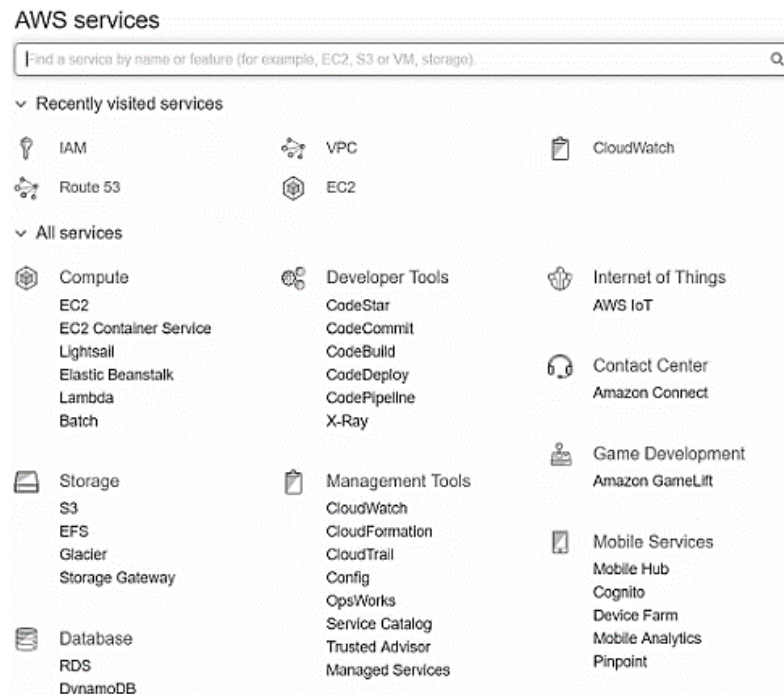 AWS services
Find a service by name or feature (for example, EC2, S3 or VM, storage).
Recently visited services
IAM
VPC
CloudWatch
Route 53
EC2
All services
Compute
EC2
EC2 Container Service
Lightsail
Elastic Beanstalk
Lambda
Batch
Storage
S3
EFS
Glacier
Storage Gateway
Database
RDS
DynamoDB
Developer Tools
CodeStar
CodeCommit
CodeBuild
CodeDeploy
CodePipeline
X-Ray
Management Tools
CloudWatch
CloudFormation
CloudTrail
Config
OpsWorks
Service Catalog
Trusted Advisor
Managed Services
Internet of Things
AWS IoT
Contact Center
Amazon Connect
Game Development
Amazon GameLift
Mobile Services
Mobile Hub
Cognito
Device Farm
Mobile Analytics
Pinpoint